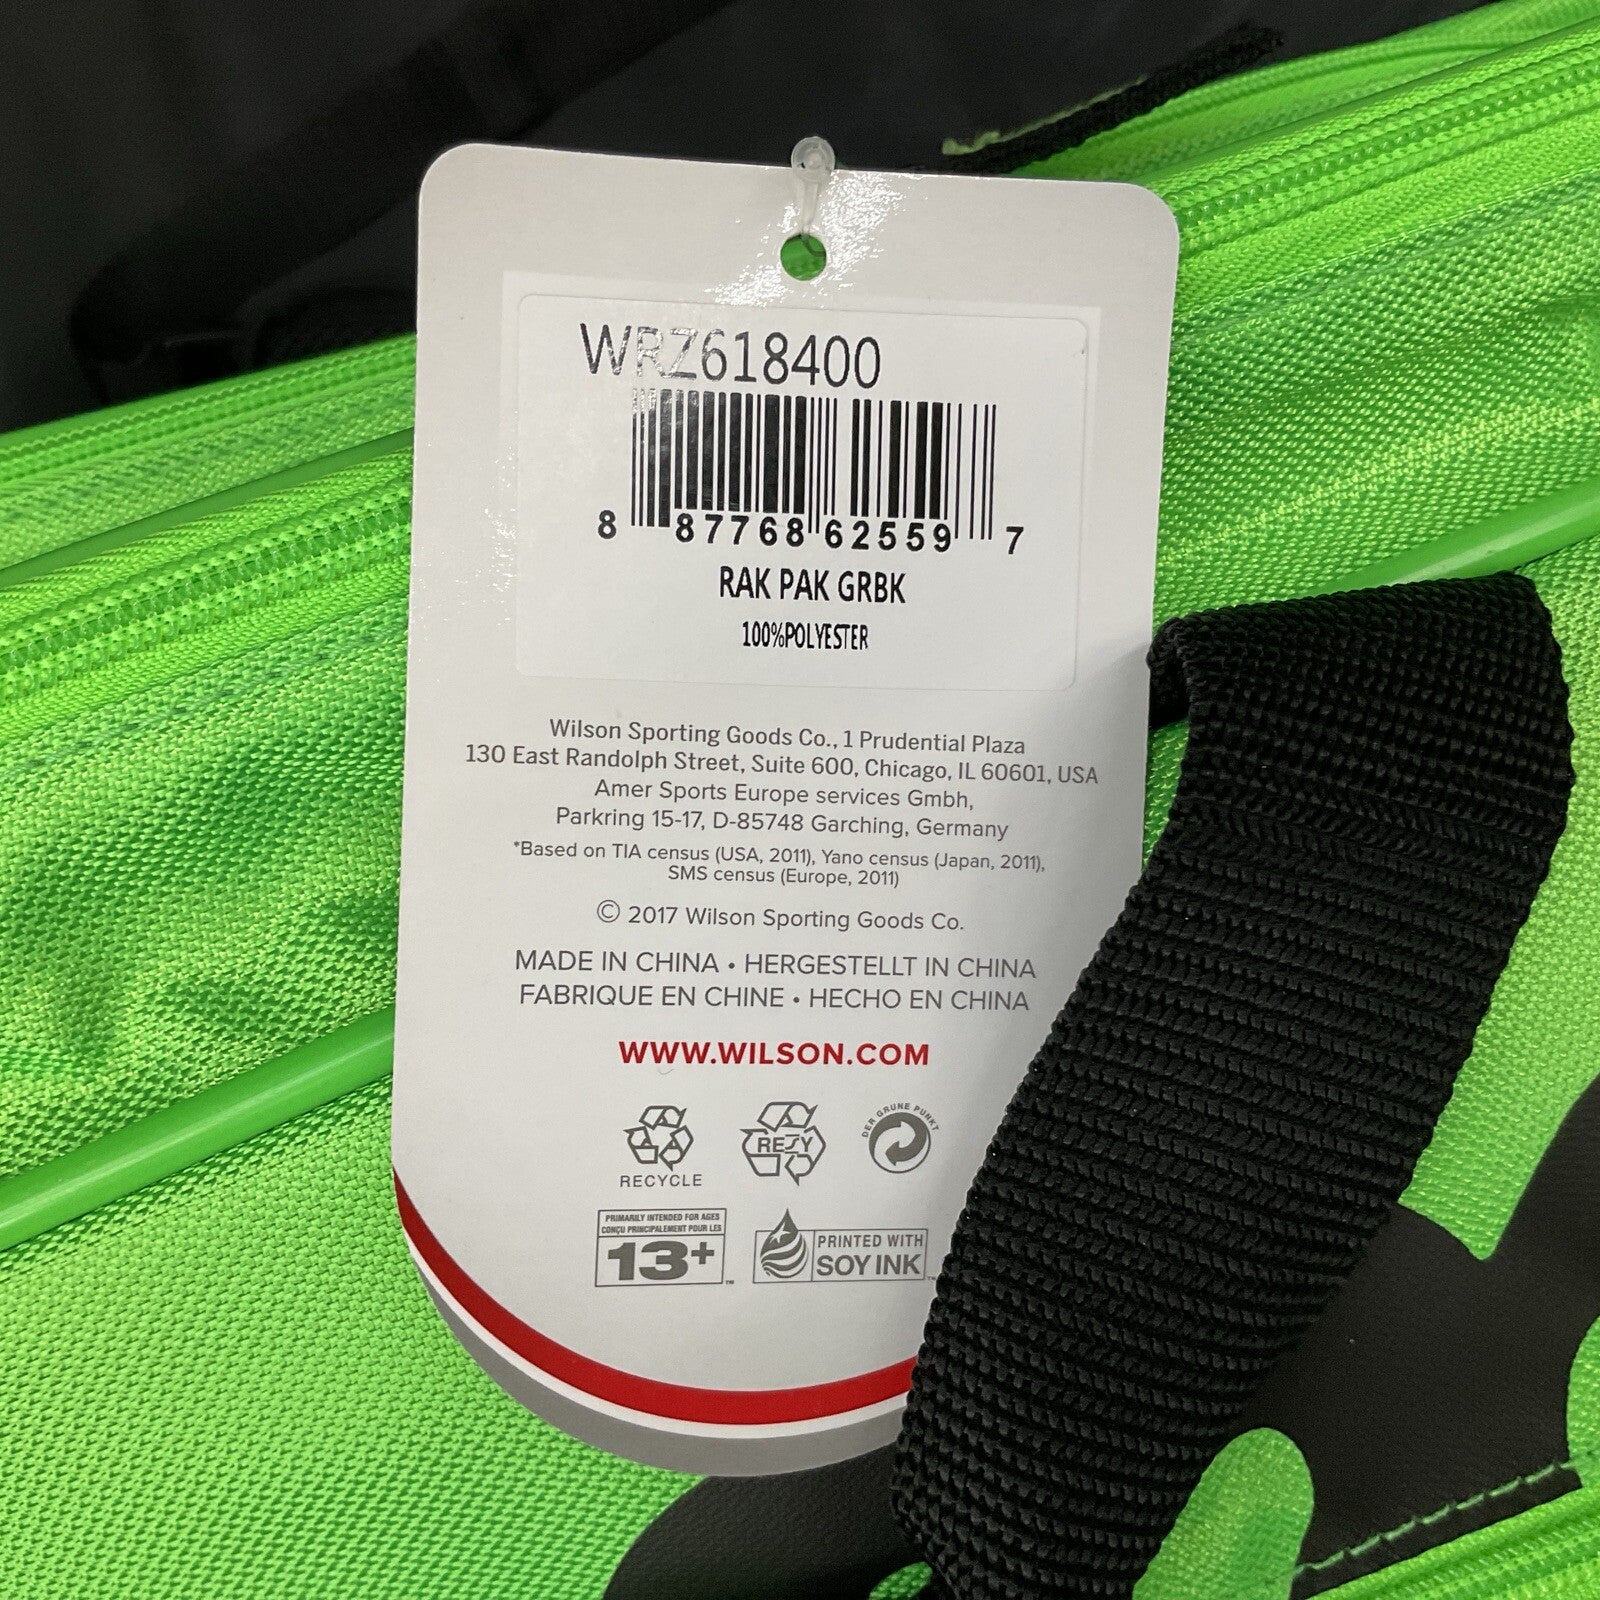 WRZ618400
8 87768 62559 7
RAK PAK GRBK
100%POLYESTER
Wilson Sporting Goods Co., 1 Prudential Plaza
130 East Randolph Street, Suite 600, Chicago, IL 60601, USA
Amer Sports Europe services Gmbh,
Parkring 15-17, D-85748 Garching, Germany
*Based on TIA census (USA, 2011), Yano census (Japan, 2011),
SMS census (Europe, 2011)
© 2017 Wilson Sporting Goods Co.
MADE IN CHINA • HERGESTELLT IN CHINA
FABRIQUE EN CHINE • HECHO EN CHINA
WWW.WILSON.COM
RECYCLE
RESY
DER GRÜNE PUNKT
PRIMARILY INTENDED FOR AGES
CONÇU PRINCIPALEMENT POUR LES
13+ ™
PRINTED WITH
SOY INK ™